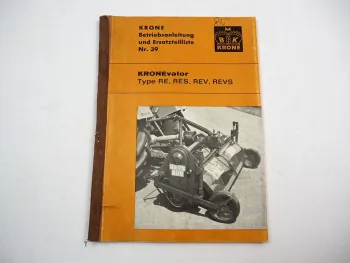 KRONE
Betriebsanleitung
und Ersatzteilliste
Nr. 39
M
B K
KRONE
KRONEvator
Type RE, RES, REV, REVS